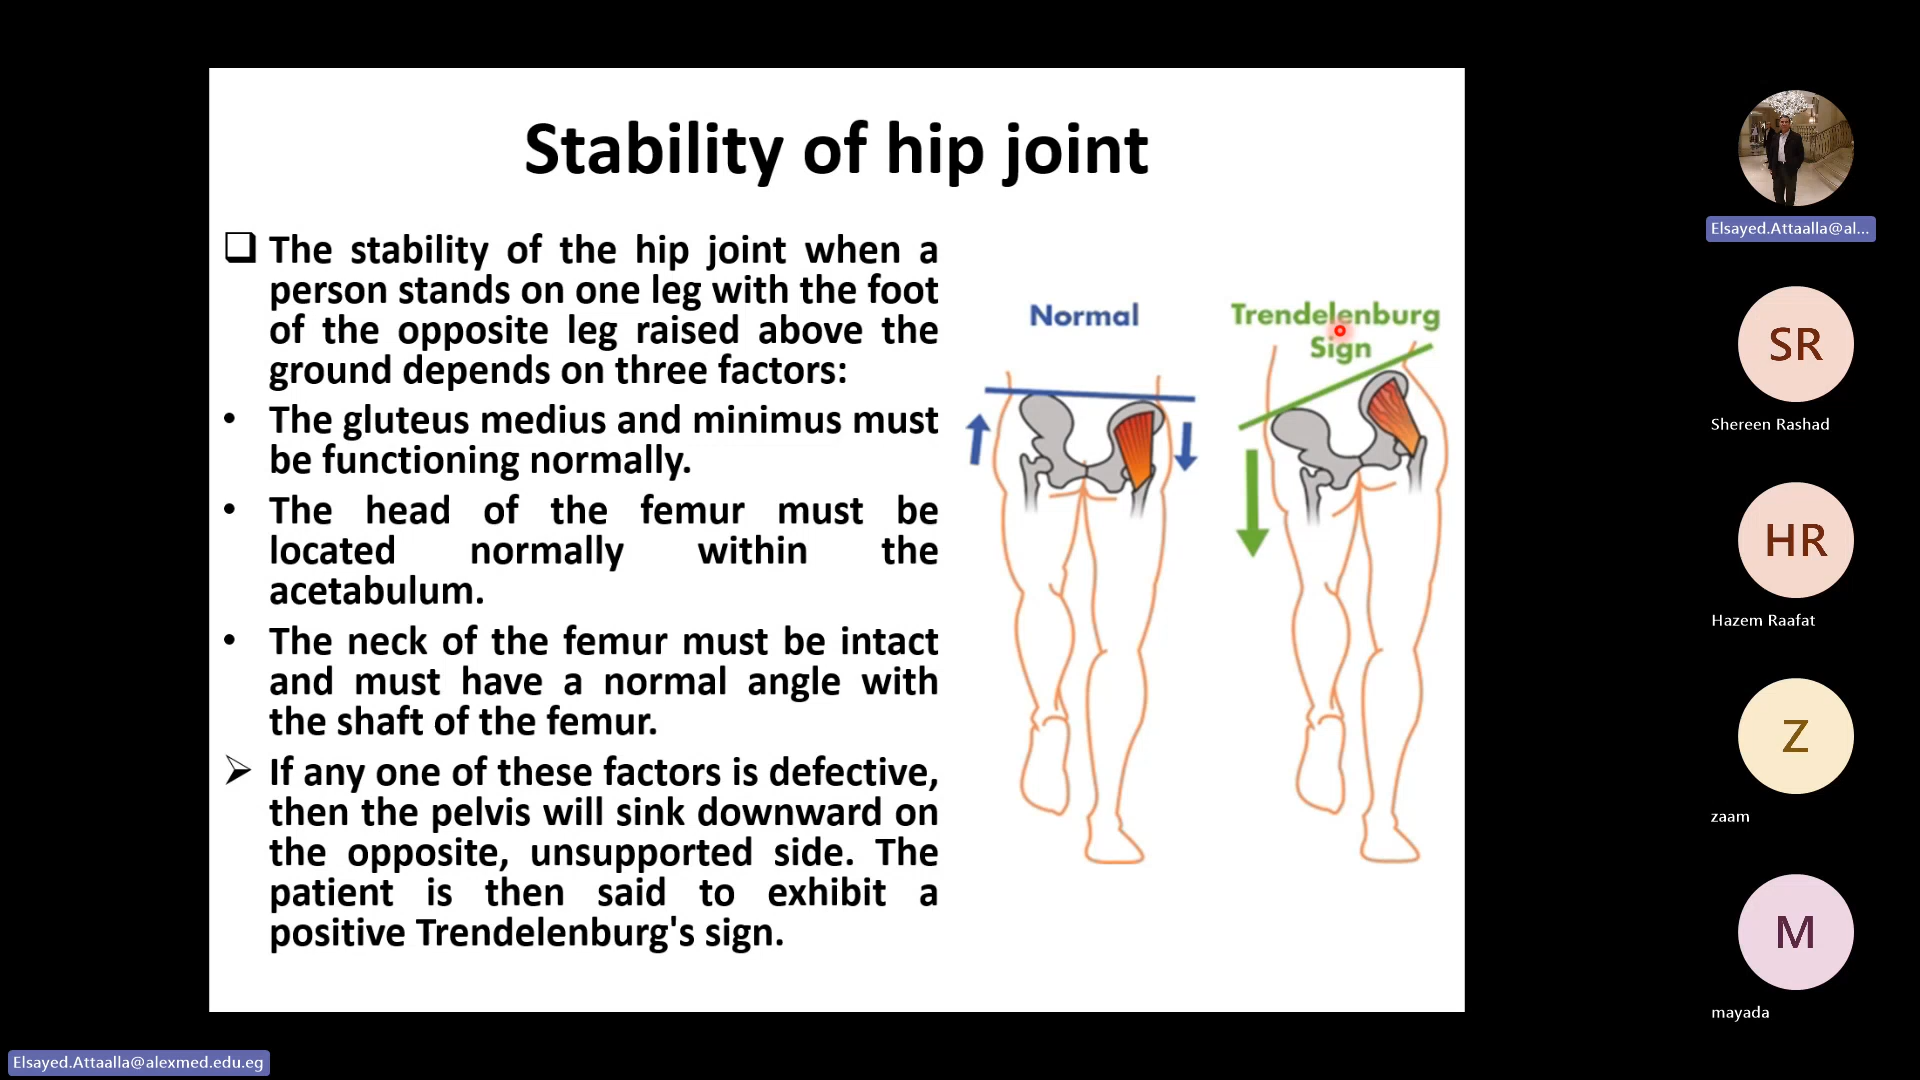 Stability of hip joint
❑ The stability of the hip joint when a
person stands on one leg with the foot
of the opposite leg raised above the
ground depends on three factors:
• The gluteus medius and minimus must
be functioning normally.
• The head of the femur must be
located normally within the
acetabulum.
• The neck of the femur must be intact
and must have a normal angle with
the shaft of the femur.
➢ If any one of these factors is defective,
then the pelvis will sink downward on
the opposite, unsupported side. The
patient is then said to exhibit a
positive Trendelenburg's sign.
Normal
Trendelenburg
Sign
Elsayed.Attaalla@al...
SR
Shereen Rashad
HR
Hazem Raafat
Z
zaam
M
mayada
Elsayed.Attaalla@alexmed.edu.eg